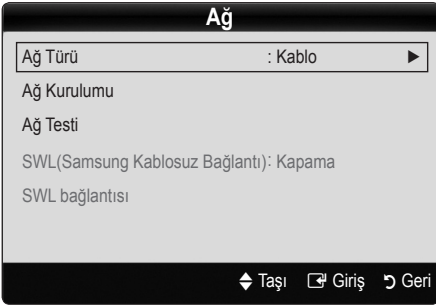 Ağ
Ağ Türü : Kablo ►
Ağ Kurulumu
Ağ Testi
SWL(Samsung Kablosuz Bağlantı): Kapama
SWL bağlantısı
Taşı Giriş Geri